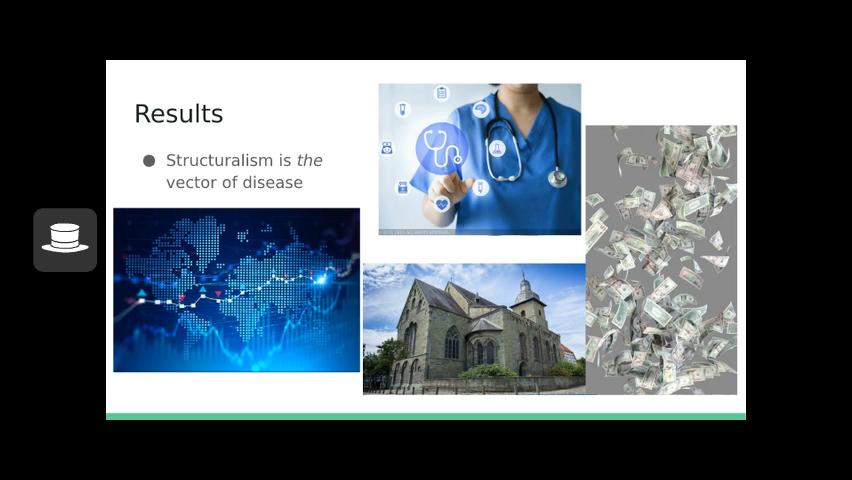 Results
● Structuralism is the
vector of disease